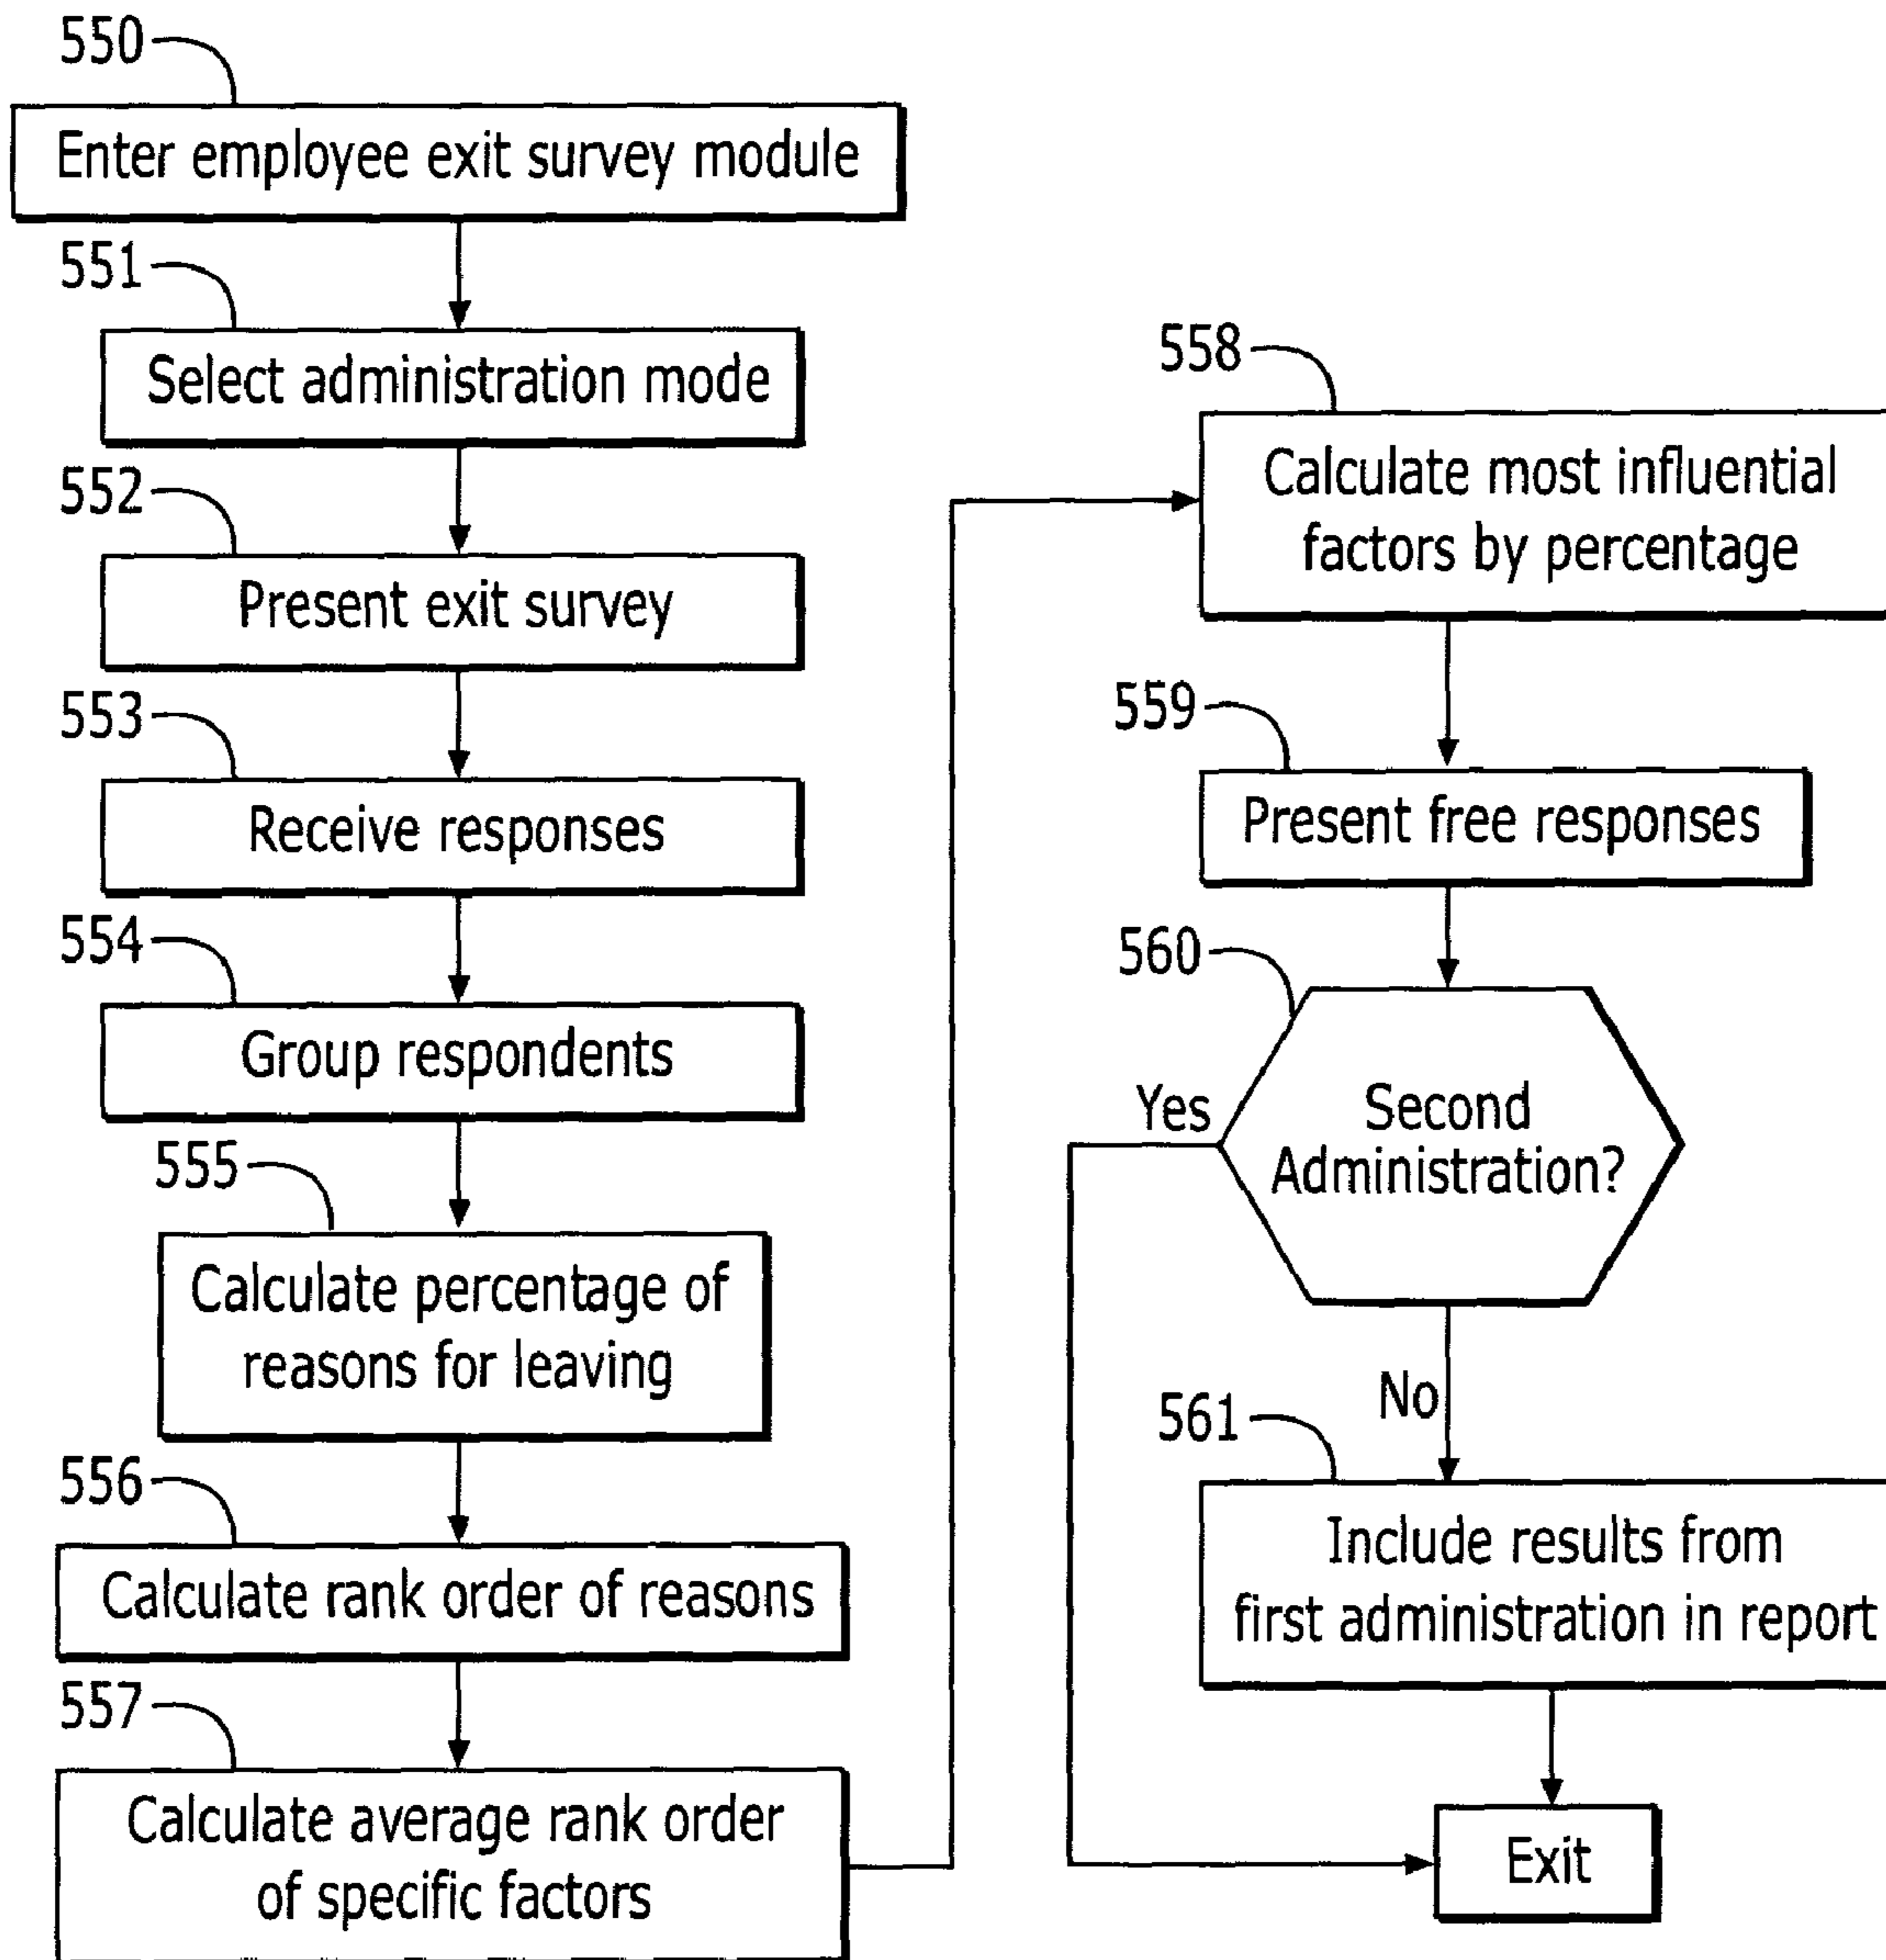 550
Enter employee exit survey module
551
Select administration mode
552
Present exit survey
553
Receive responses
554
Group respondents
555
Calculate percentage of
reasons for leaving
556
Calculate rank order of reasons
557
Calculate average rank order
of specific factors
558
Calculate most influential
factors by percentage
559
Present free responses
560
Second
Administration?
Yes
No
561
Include results from
first administration in report
Exit